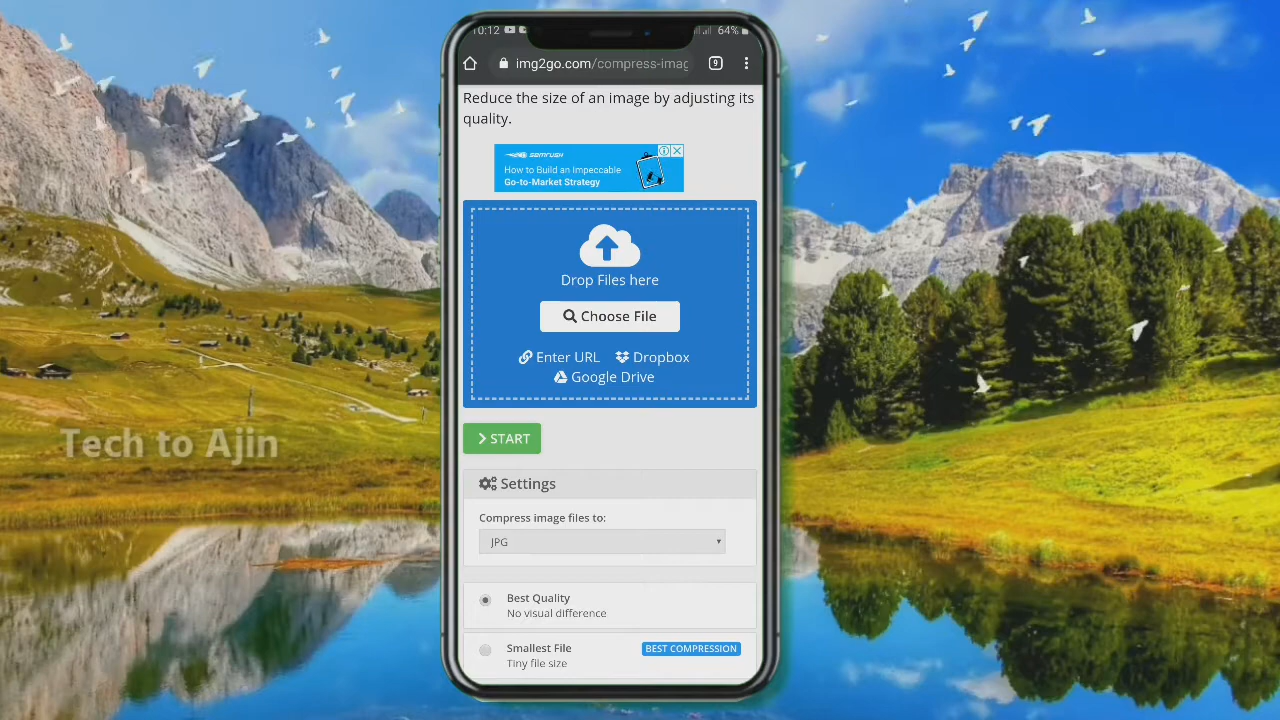 10:12
64%
img2go.com/compress-imag
9
Reduce the size of an image by adjusting its
quality.
semrush
How to Build an Impeccable
Go-to-Market Strategy
Drop Files here
Choose File
Enter URL Dropbox
Google Drive
START
Settings
Compress image files to:
JPG
Best Quality
No visual difference
Smallest File
BEST COMPRESSION
Tiny file size
Tech to Ajin